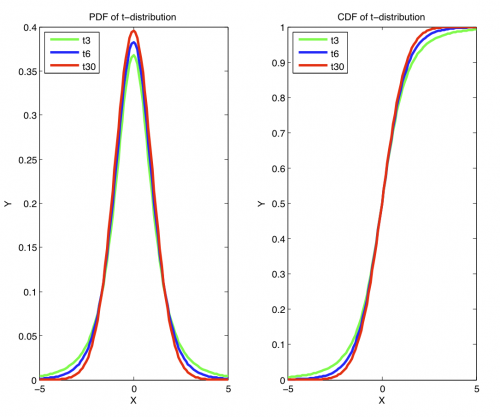 PDF of t-distribution
t3
t6
t30
0.4
0.35
0.3
0.25
0.2
0.15
0.1
0.05
0
-5
0
5
X
Y
CDF of t-distribution
t3
t6
t30
1
0.9
0.8
0.7
0.6
0.5
0.4
0.3
0.2
0.1
0
-5
0
5
X
Y